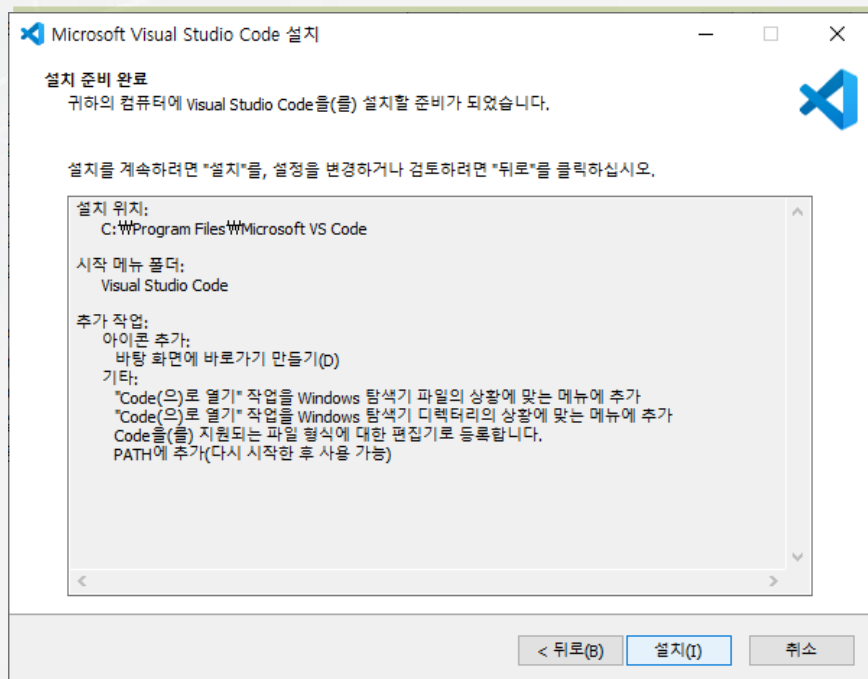 Microsoft Visual Studio Code 설치
설치 준비 완료
귀하의 컴퓨터에 Visual Studio Code을(를) 설치할 준비가 되었습니다.
설치를 계속하려면 "설치"를, 설정을 변경하거나 검토하려면 "뒤로"를 클릭하십시오.
설치 위치:
C:₩Program Files₩Microsoft VS Code
시작 메뉴 폴더:
Visual Studio Code
추가 작업:
아이콘 추가:
바탕 화면에 바로가기 만들기(D)
기타:
"Code(으)로 열기" 작업을 Windows 탐색기 파일의 상황에 맞는 메뉴에 추가
"Code(으)로 열기" 작업을 Windows 탐색기 디렉터리의 상황에 맞는 메뉴에 추가
Code을(를) 지원되는 파일 형식에 대한 편집기로 등록합니다.
PATH에 추가(다시 시작한 후 사용 가능)
< 뒤로(B) 설치(I) 취소